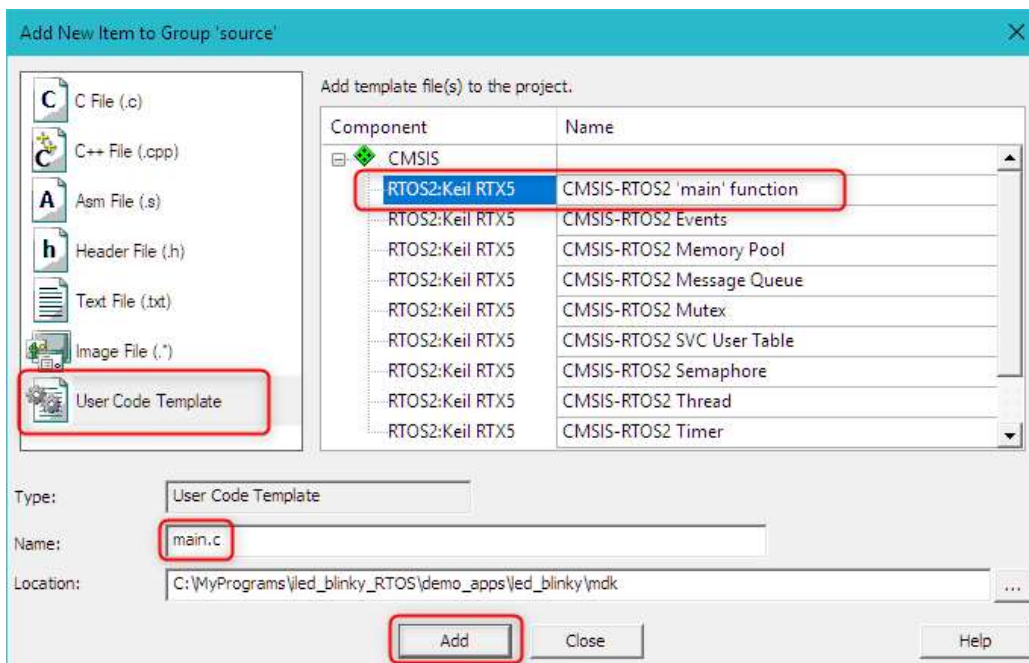 Add New Item to Group 'source'
C File (.c)
C++ File (.cpp)
Asm File (.s)
Header File (.h)
Text File (.txt)
Image File (.*)
User Code Template
Add template file(s) to the project.
Component Name
CMSIS
RTOS2:Keil RTX5 CMSIS-RTOS2 'main' function
RTOS2:Keil RTX5 CMSIS-RTOS2 Events
RTOS2:Keil RTX5 CMSIS-RTOS2 Memory Pool
RTOS2:Keil RTX5 CMSIS-RTOS2 Message Queue
RTOS2:Keil RTX5 CMSIS-RTOS2 Mutex
RTOS2:Keil RTX5 CMSIS-RTOS2 SVC User Table
RTOS2:Keil RTX5 CMSIS-RTOS2 Semaphore
RTOS2:Keil RTX5 CMSIS-RTOS2 Thread
RTOS2:Keil RTX5 CMSIS-RTOS2 Timer
Type: User Code Template
Name: main.c
Location: C:\MyPrograms\iled_blinky_RTOS\demo_apps\led_blinky\mdk ...
Add Close Help